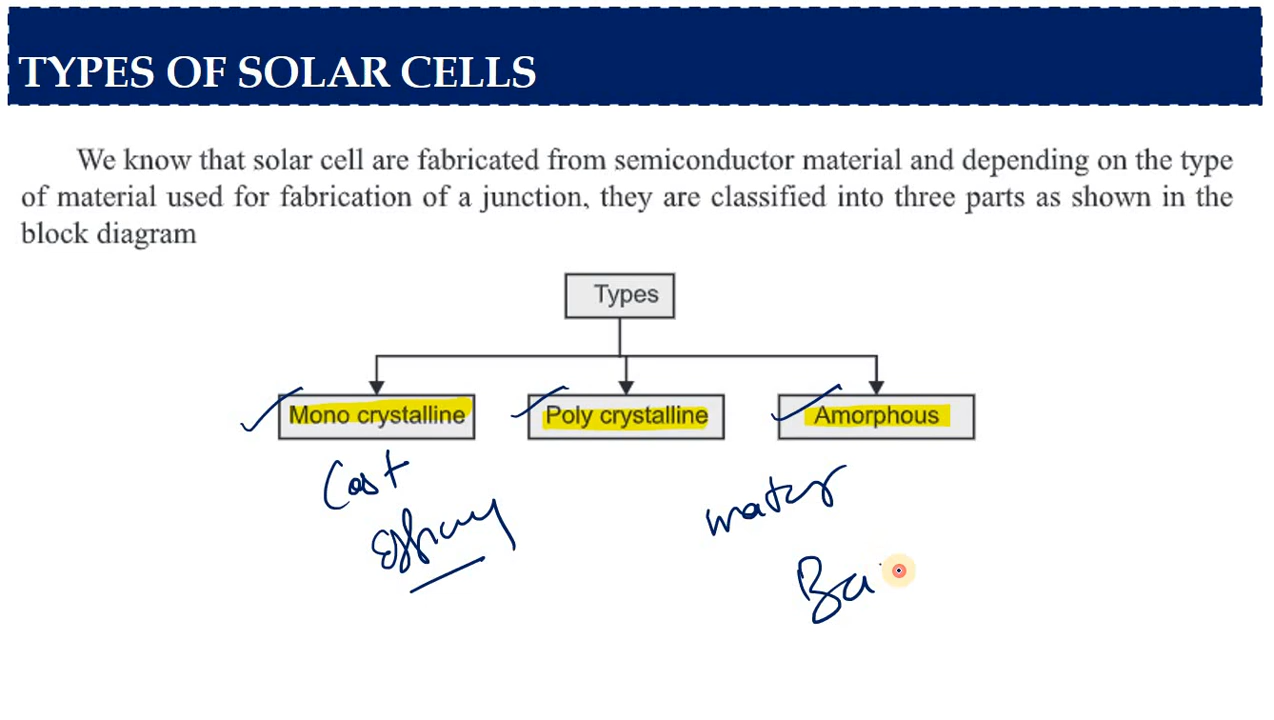 TYPES OF SOLAR CELLS
We know that solar cell are fabricated from semiconductor material and depending on the type
of material used for fabrication of a junction, they are classified into three parts as shown in the
block diagram
Types
Mono crystalline
Poly crystalline
Amorphous
Cost
Ba